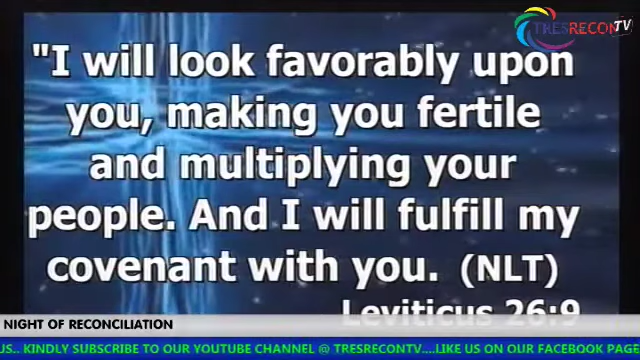 TRESRECONTV
"I will look favorably upon
you, making you fertile
and multiplying your
people. And I will fulfill my
covenant with you. (NLT)
Leviticus 26:9
NIGHT OF RECONCILIATION
US.. KINDLY SUBSCRIBE TO OUR YOUTUBE CHANNEL @ TRESRECONTV....LIKE US ON OUR FACEBOOK PAGE